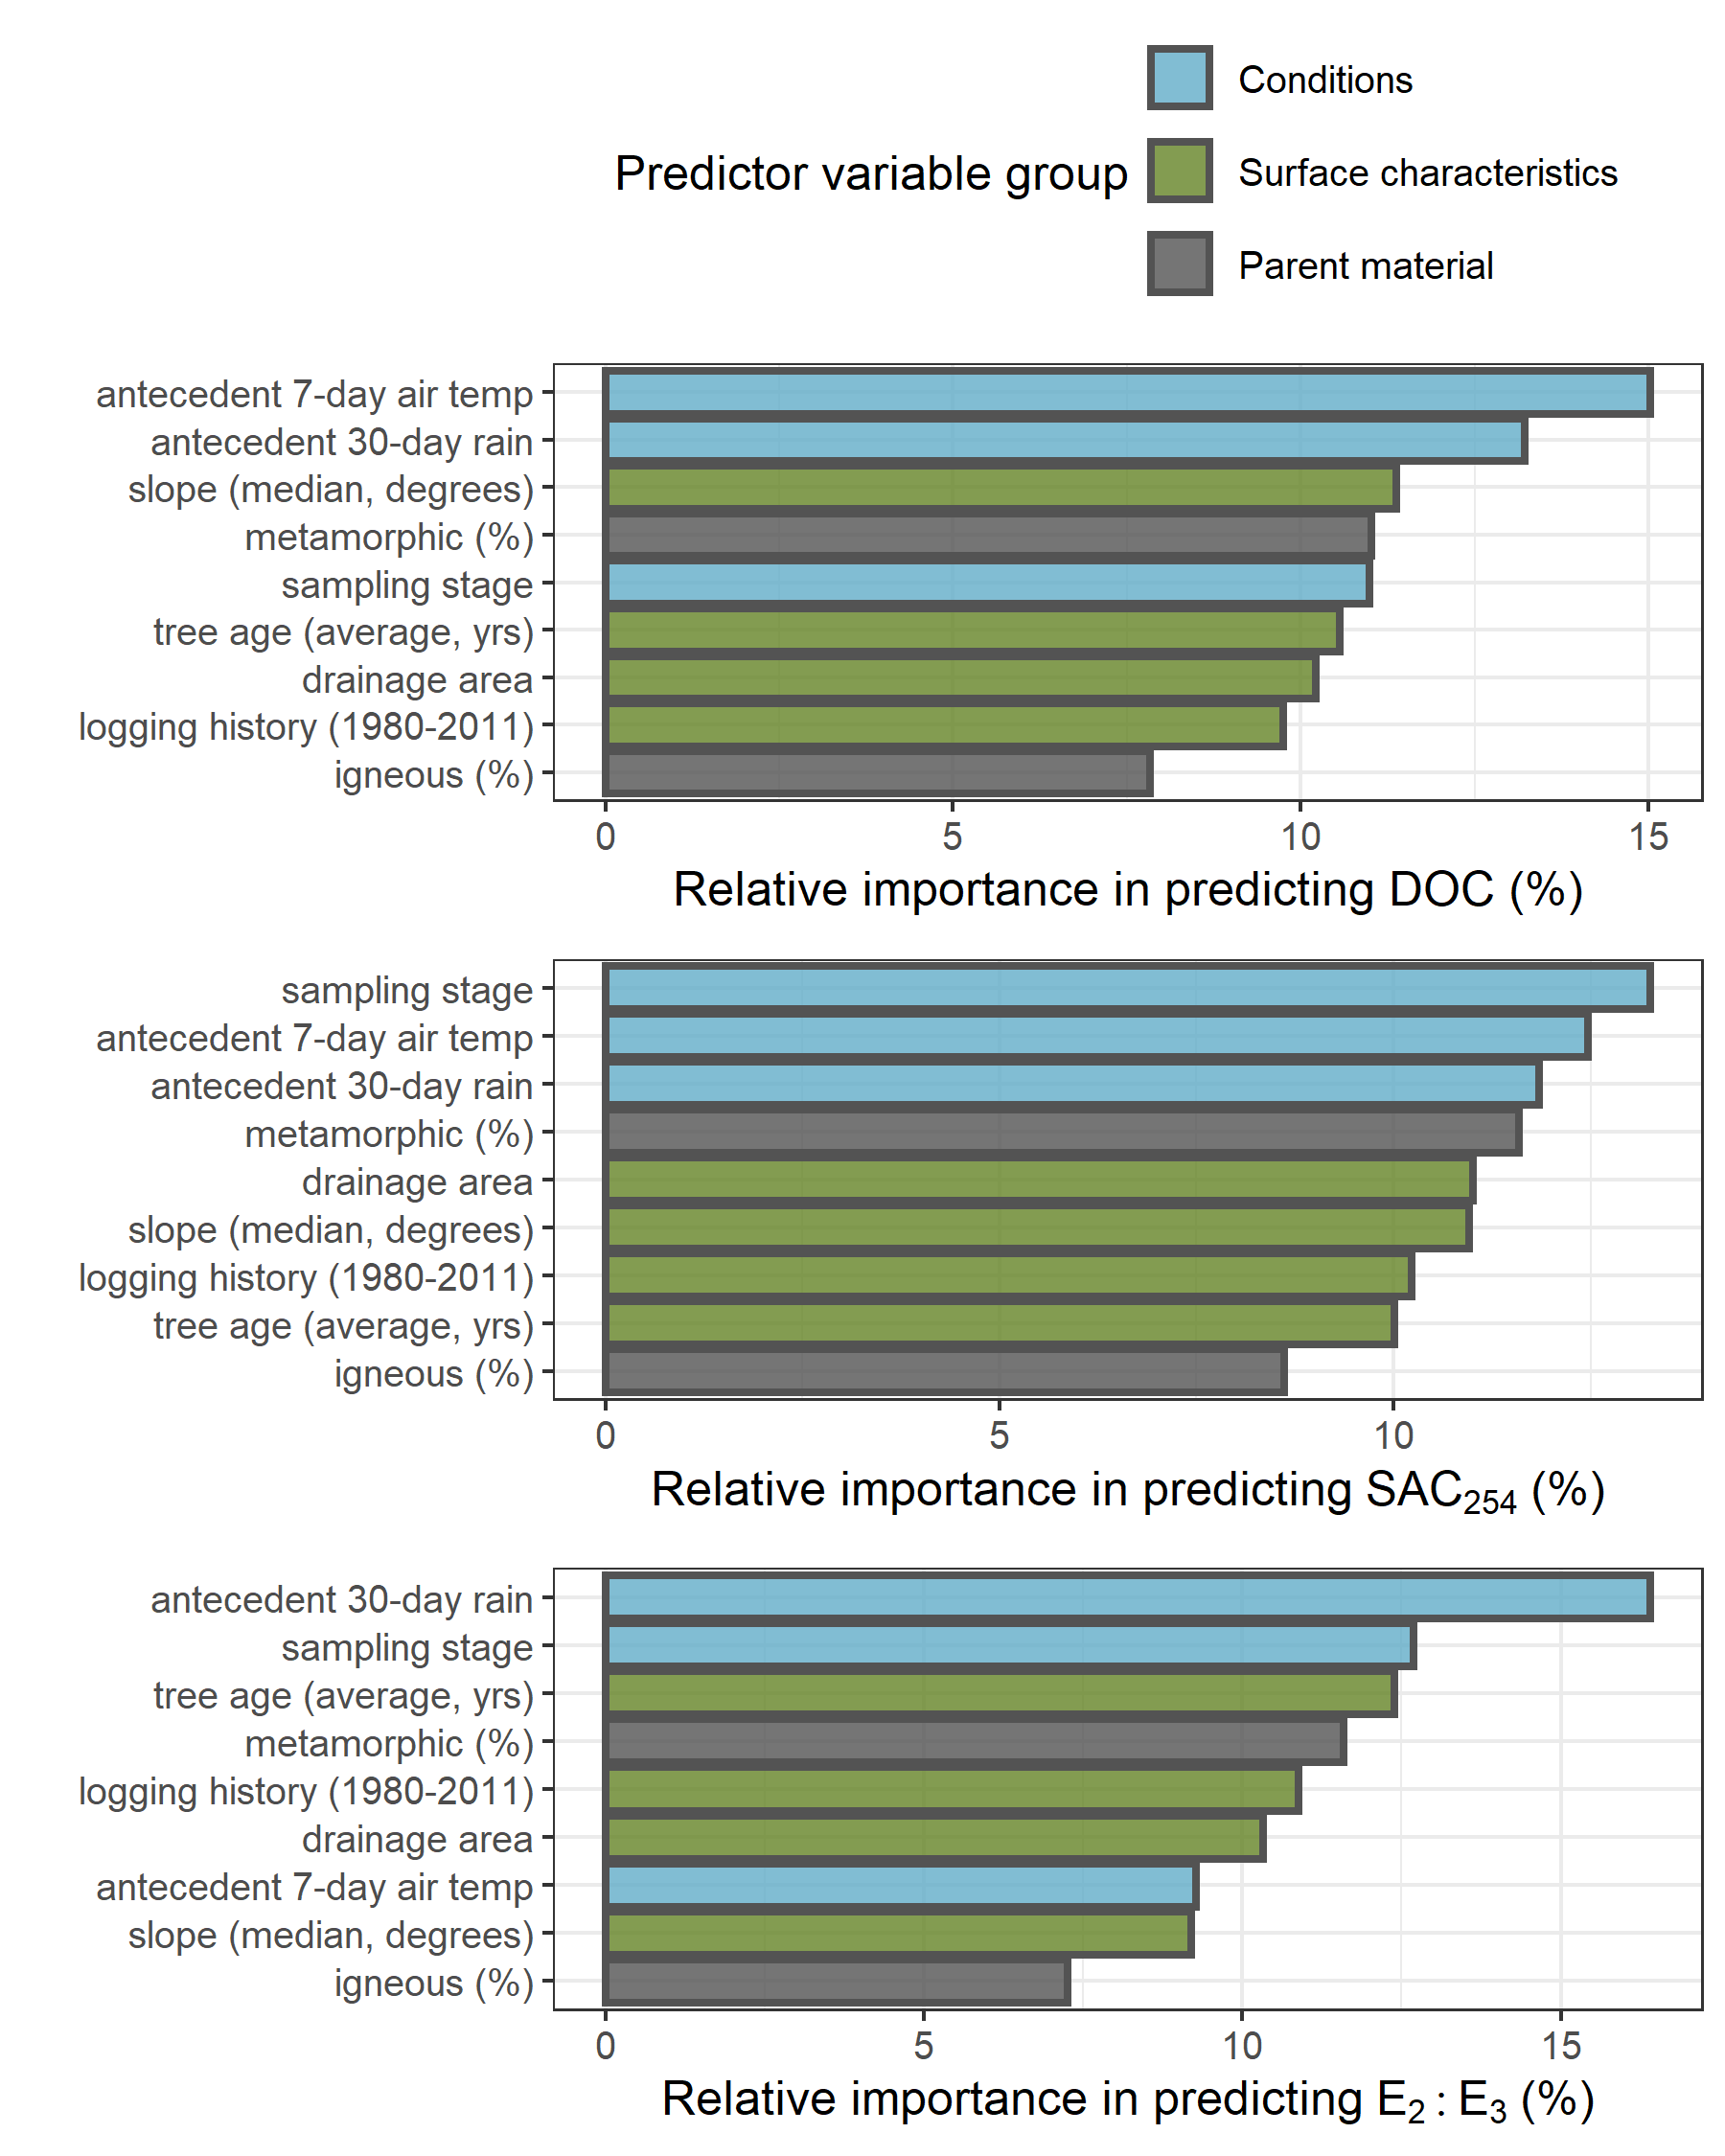 Predictor variable group
Conditions
Surface characteristics
Parent material
antecedent 7-day air temp
antecedent 30-day rain
slope (median, degrees)
metamorphic (%)
sampling stage
tree age (average, yrs)
drainage area
logging history (1980-2011)
igneous (%)
0 5 10 15
Relative importance in predicting DOC (%)
sampling stage
antecedent 7-day air temp
antecedent 30-day rain
metamorphic (%)
drainage area
slope (median, degrees)
logging history (1980-2011)
tree age (average, yrs)
igneous (%)
0 5 10
Relative importance in predicting SAC₂₅₄ (%)
antecedent 30-day rain
sampling stage
tree age (average, yrs)
metamorphic (%)
logging history (1980-2011)
drainage area
antecedent 7-day air temp
slope (median, degrees)
igneous (%)
0 5 10 15
Relative importance in predicting E₂ : E₃ (%)